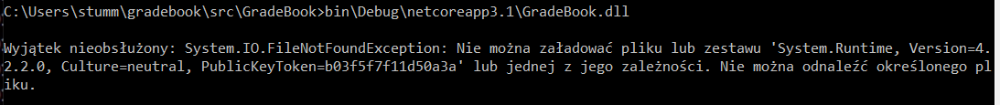 C:\Users\stumm\gradebook\src\GradeBook>bin\Debug\netcoreapp3.1\GradeBook.dll
Wyjątek nieobsłużony: System.IO.FileNotFoundException: Nie można załadować pliku lub zestawu 'System.Runtime, Version=4.
2.2.0, Culture=neutral, PublicKeyToken=b03f5f7f11d50a3a' lub jednej z jego zależności. Nie można odnaleźć określonego pl
iku.